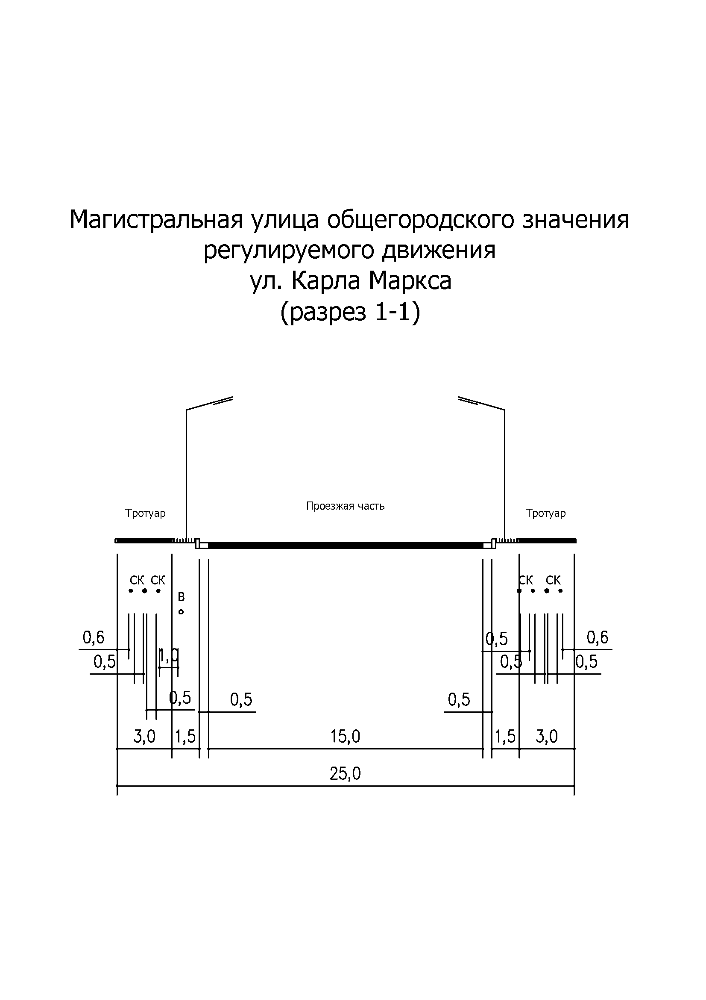 Магистральная улица общегородского значения
регулируемого движения
ул. Карла Маркса
(разрез 1-1)
Проезжая часть
Тротуар
Тротуар
СК СК
СК СК
В
0,6
0,5
0,6
0,5
1,0
0,5
0,5
0,5
0,5
0,5
3,0
1,5
15,0
1,5
3,0
25,0